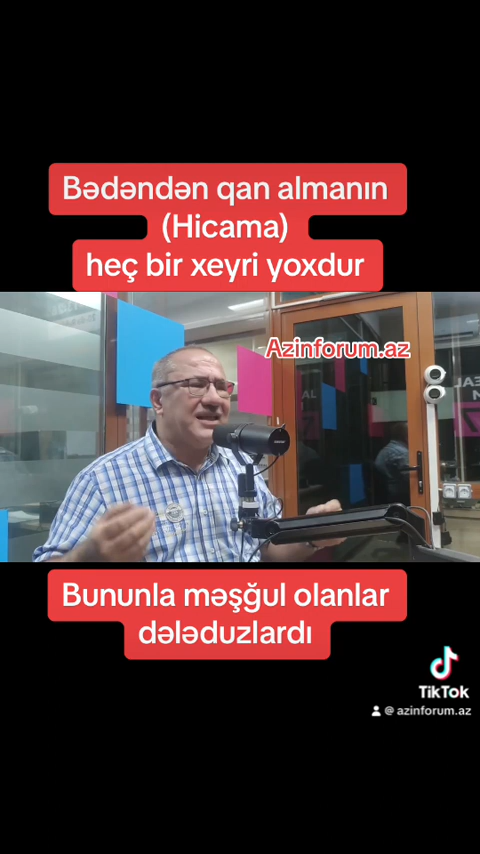 Bədəndən qan almanın
(Hicama)
heç bir xeyri yoxdur
Azinforum.az
Bununla məşğul olanlar
dələduzlardı
TikTok
@ azinforum.az